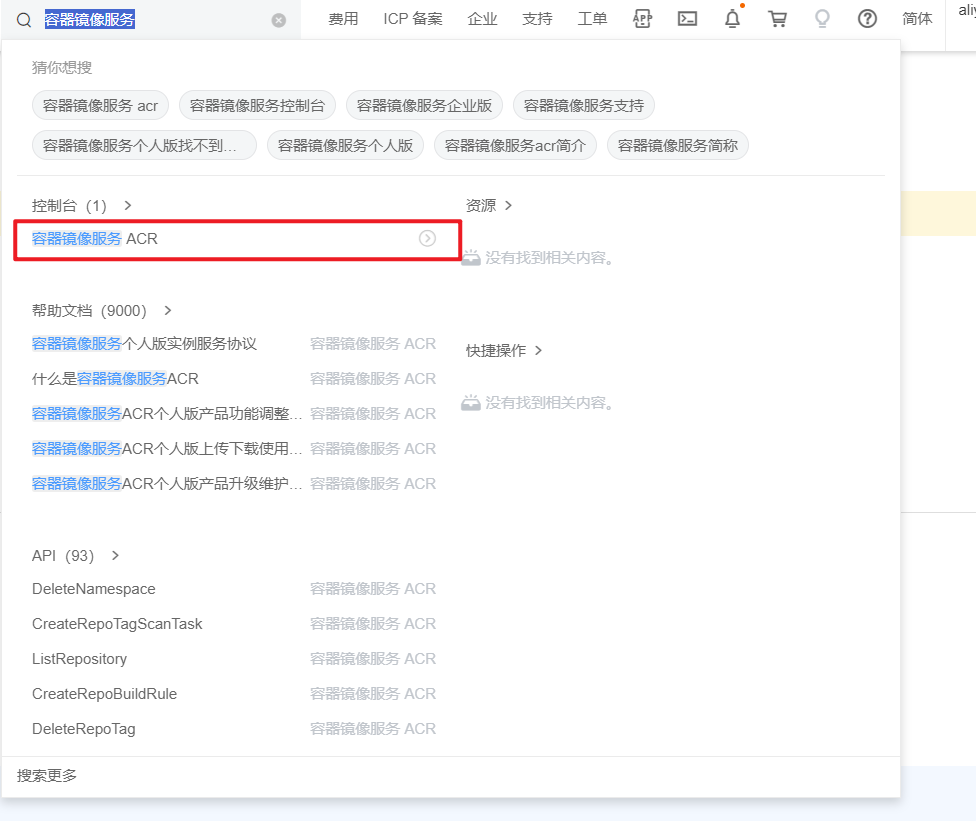 容器镜像服务 费用 ICP 备案 企业 支持 工单 APP 简体 aliy
猜你想搜
容器镜像服务 acr 容器镜像服务控制台 容器镜像服务企业版 容器镜像服务支持
容器镜像服务个人版找不到... 容器镜像服务个人版 容器镜像服务acr简介 容器镜像服务简称
控制台（1） >
容器镜像服务 ACR
资源 >
没有找到相关内容。
帮助文档（9000） >
容器镜像服务个人版实例服务协议 容器镜像服务 ACR
什么是容器镜像服务ACR 容器镜像服务 ACR
容器镜像服务ACR个人版产品功能调整... 容器镜像服务 ACR
容器镜像服务ACR个人版上传下载使用... 容器镜像服务 ACR
容器镜像服务ACR个人版产品升级维护... 容器镜像服务 ACR
快捷操作 >
没有找到相关内容。
API（93） >
DeleteNamespace 容器镜像服务 ACR
CreateRepoTagScanTask 容器镜像服务 ACR
ListRepository 容器镜像服务 ACR
CreateRepoBuildRule 容器镜像服务 ACR
DeleteRepoTag 容器镜像服务 ACR
搜索更多